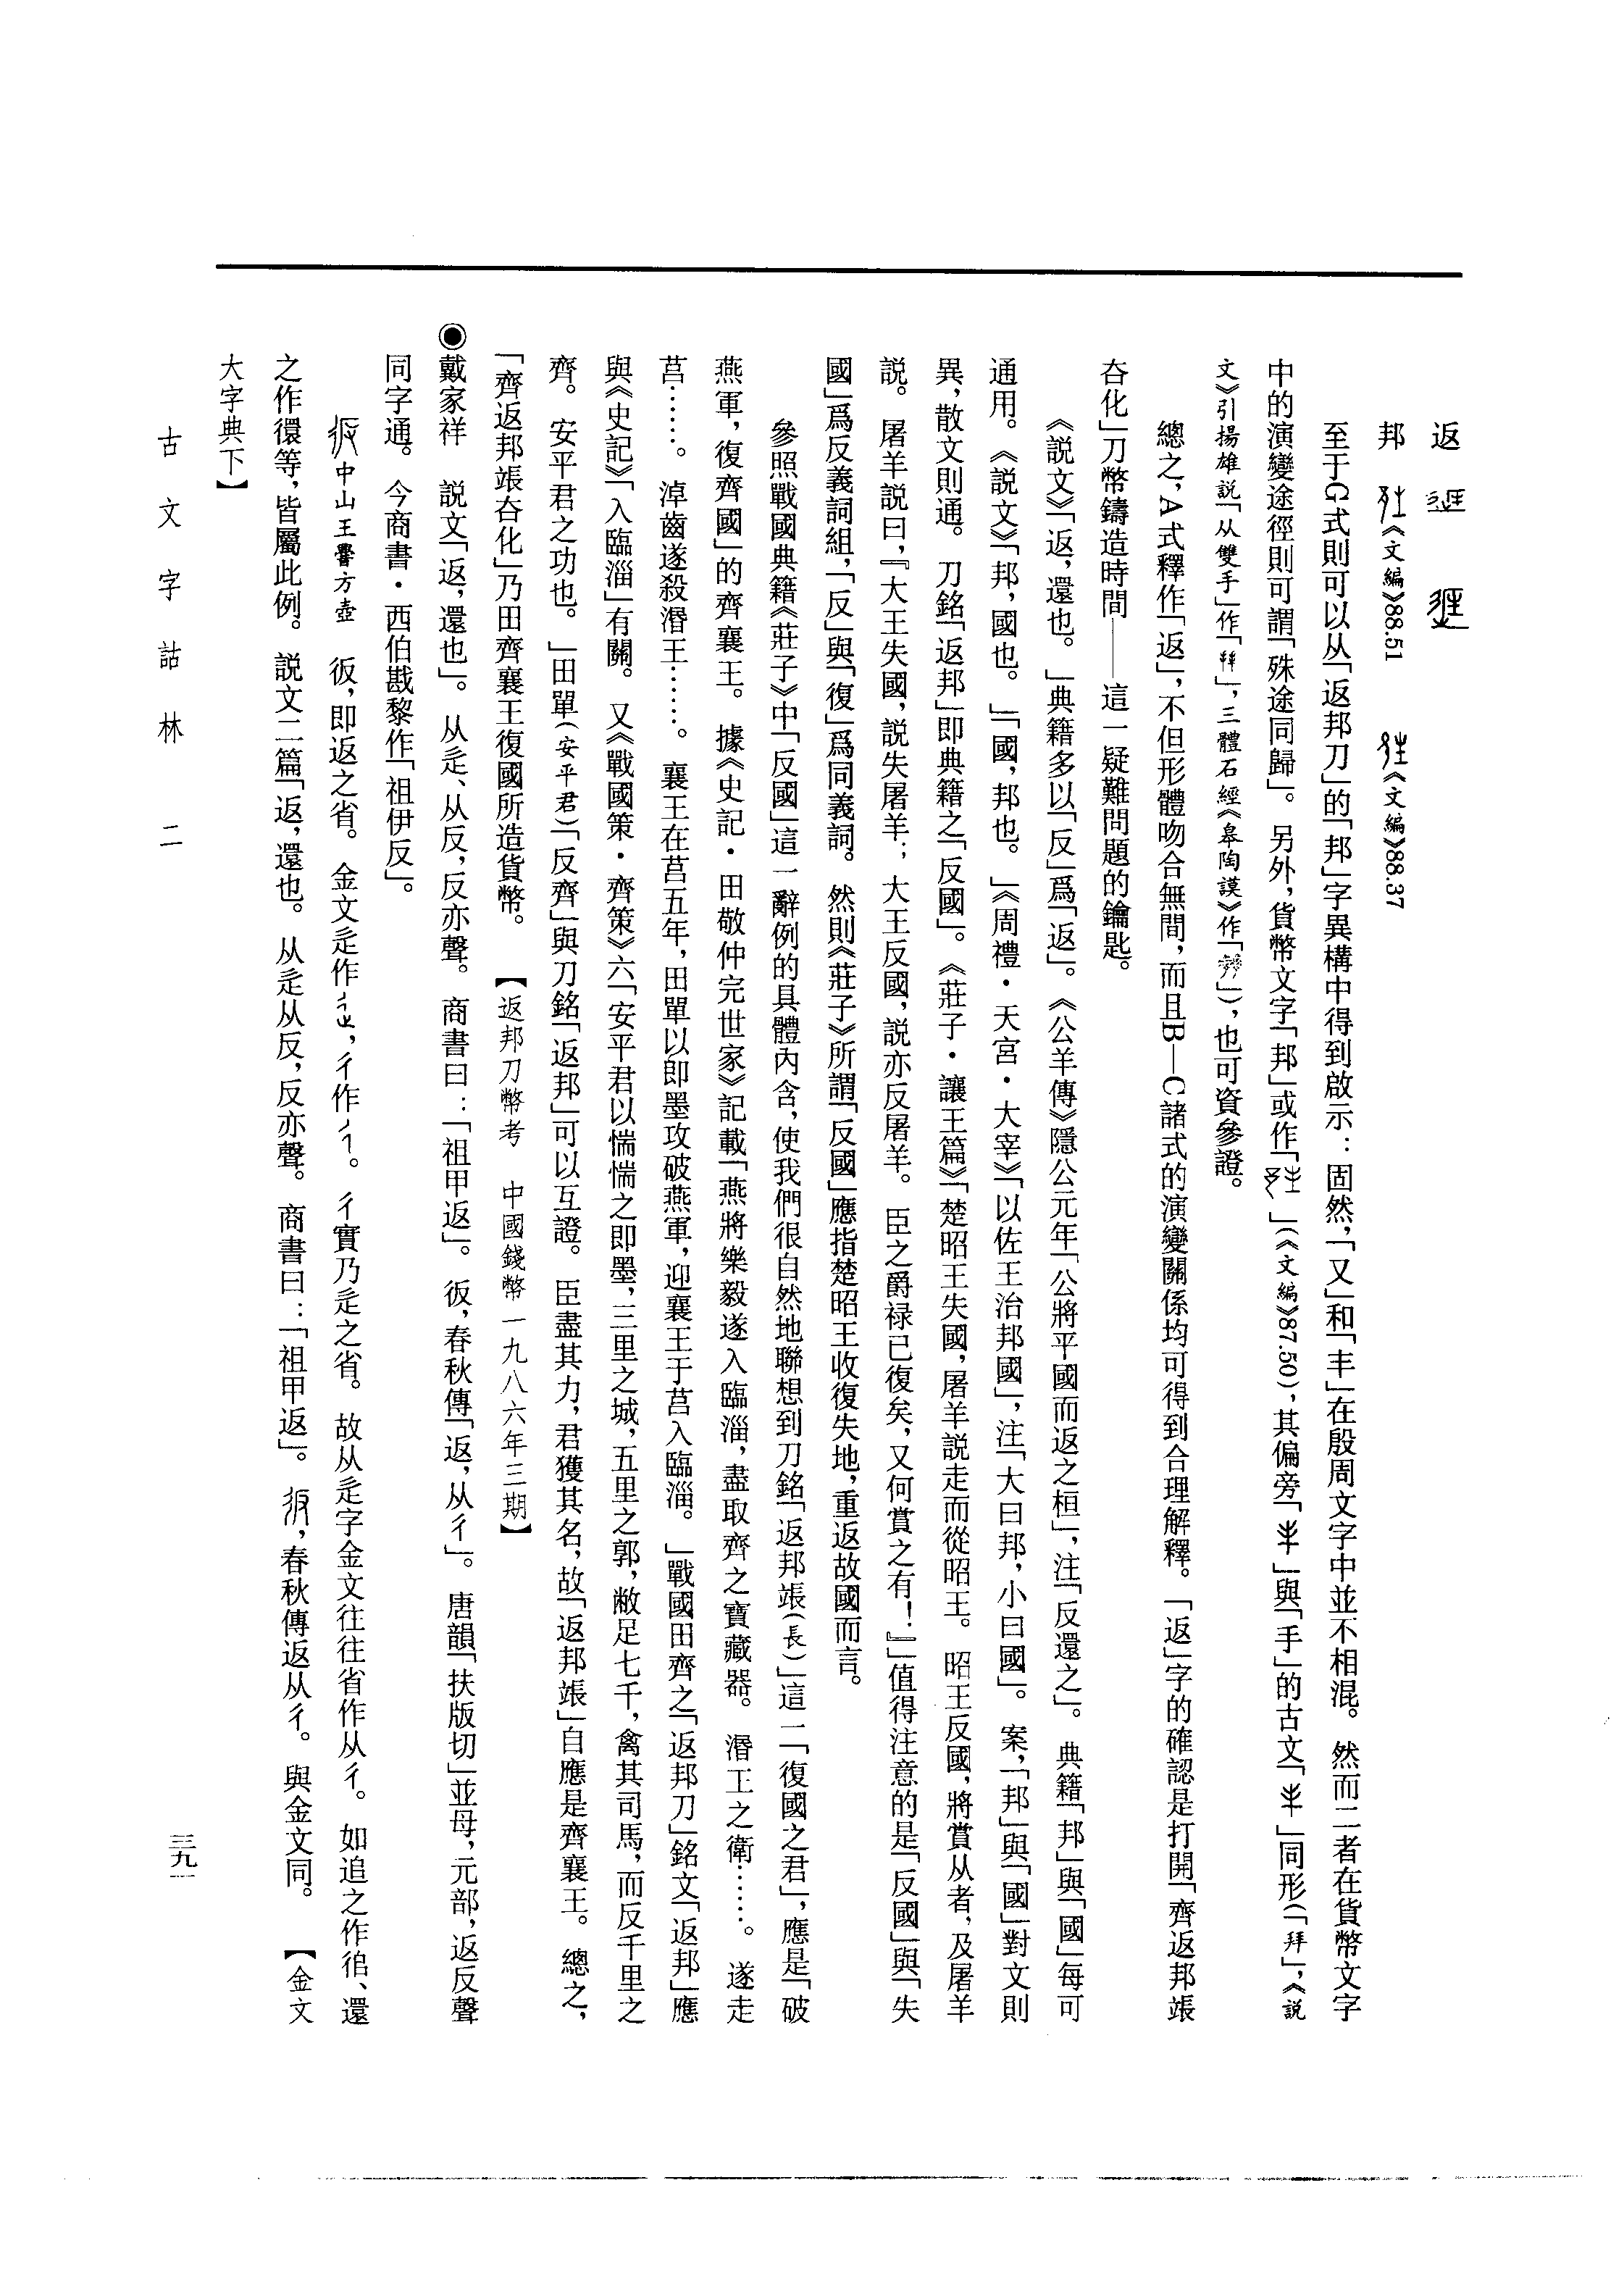 返
邦 《文編》88.51 《文編》88.37
至于G式則可以从「返邦刀」的「邦」字異構中得到啟示：固然，「又」和「丰」在殷周文字中並不相混。然而二者在貨幣文字
中的演變途徑則可謂「殊途同歸」。另外，貨幣文字「邦」或作「」（《文編》87.50），其偏旁「」與「手」的古文「」同形（「拜」，《説
文》引揚雄説「从雙手」作「」，三體石經《皋陶謨》作「」），也可資參證。
總之，A式釋作「返」，不但形體吻合無間，而且B—C諸式的演變關係均可得到合理解釋。「返」字的確認是打開「齊返邦䢅
夻化」刀幣鑄造時間——這一疑難問題的鑰匙。
《説文》「返，還也。」典籍多以「反」爲「返」。《公羊傳》隱公元年「公將平國而返之桓」，注「反還之」。典籍「邦」與「國」每可
通用。《説文》「邦，國也。」「國，邦也。」《周禮·天宮·大宰》「以佐王治邦國」，注「大曰邦，小曰國」。案，「邦」與「國」對文則
異，散文則通。刀銘「返邦」即典籍之「反國」。《莊子·讓王篇》「楚昭王失國，屠羊説走而從昭王。昭王反國，將賞从者，及屠羊
説。屠羊説曰，『大王失國，説失屠羊；大王反國，説亦反屠羊。臣之爵禄已復矣，又何賞之有！』」值得注意的是「反國」與「失
國」爲反義詞組，「反」與「復」爲同義詞。然則《莊子》所謂「反國」應指楚昭王收復失地，重返故國而言。
參照戰國典籍《莊子》中「反國」這一辭例的具體內含，使我們很自然地聯想到刀銘「返邦䢅（長）」這一「復國之君」，應是「破
燕軍，復齊國」的齊襄王。據《史記·田敬仲完世家》記載「燕將樂毅遂入臨淄，盡取齊之寶藏器。湣王之衛……。遂走
莒……。淖齒遂殺湣王……。襄王在莒五年，田單以即墨攻破燕軍，迎襄王于莒入臨淄。」戰國田齊之「返邦刀」銘文「返邦」應
與《史記》「入臨淄」有關。又《戰國策·齊策》六「安平君以惴惴之即墨，三里之城，五里之郭，敝足七千，禽其司馬，而反千里之
齊。安平君之功也。」田單（安平君）「反齊」與刀銘「返邦」可以互證。臣盡其力，君獲其名，故「返邦䢅」自應是齊襄王。總之，
「齊返邦䢅夻化」乃田齊襄王復國所造貨幣。【返邦刀幣考 中國錢幣一九八六年三期】
◉戴家祥 説文「返，還也」。从辵、从反，反亦聲。商書曰：「祖甲返」。彶，春秋傳「返，从彳」。唐韻「扶版切」並母，元部，返反聲
同字通。今商書·西伯戡黎作「祖伊反」。
中山王䰜方壺 仮，即返之省。金文辵作，彳作。彳實乃辵之省。故从辵字金文往往省作从彳。如追之作㣟、還
之作徲等，皆屬此例。説文二篇「返，還也。从辵从反，反亦聲。商書曰：「祖甲返」。，春秋傳返从彳。與金文同。【金文
大字典下】
古文字詁林 二
三九一